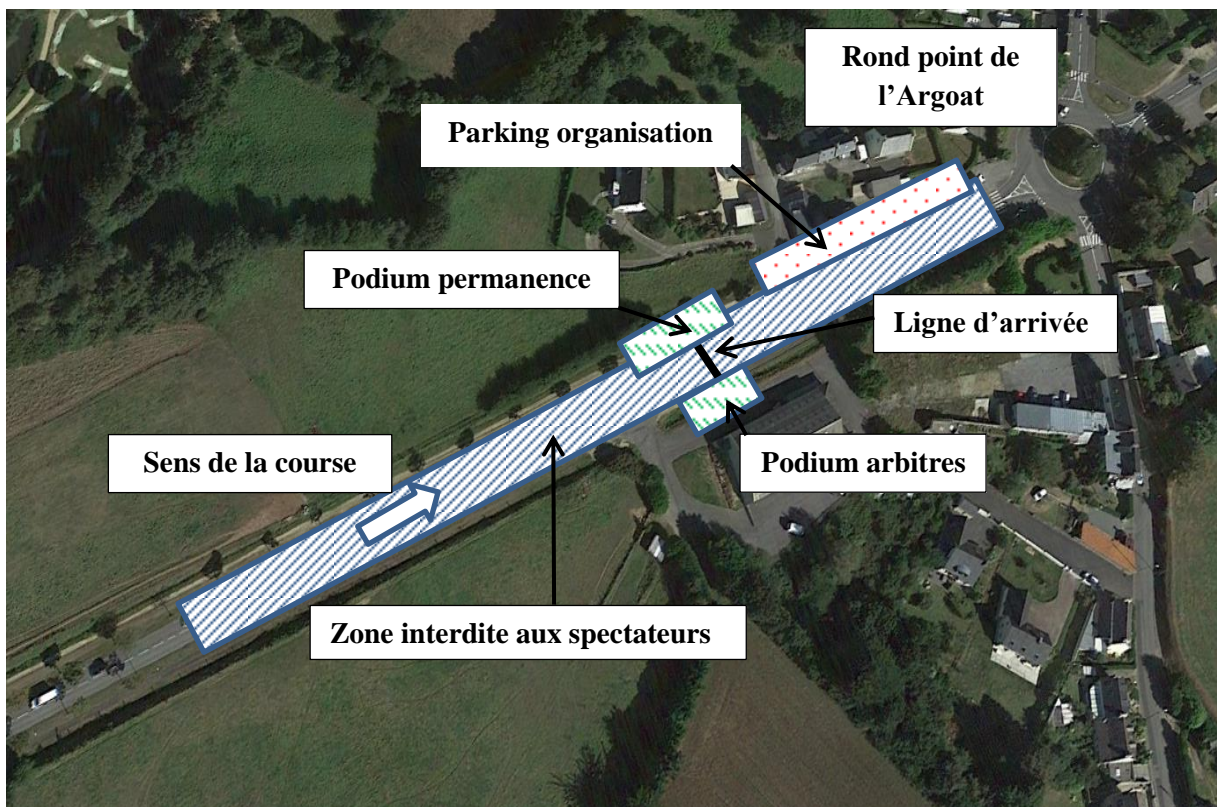 Rond point de
l’Argoat
Parking organisation
Podium permanence
Ligne d’arrivée
Sens de la course
Podium arbitres
Zone interdite aux spectateurs